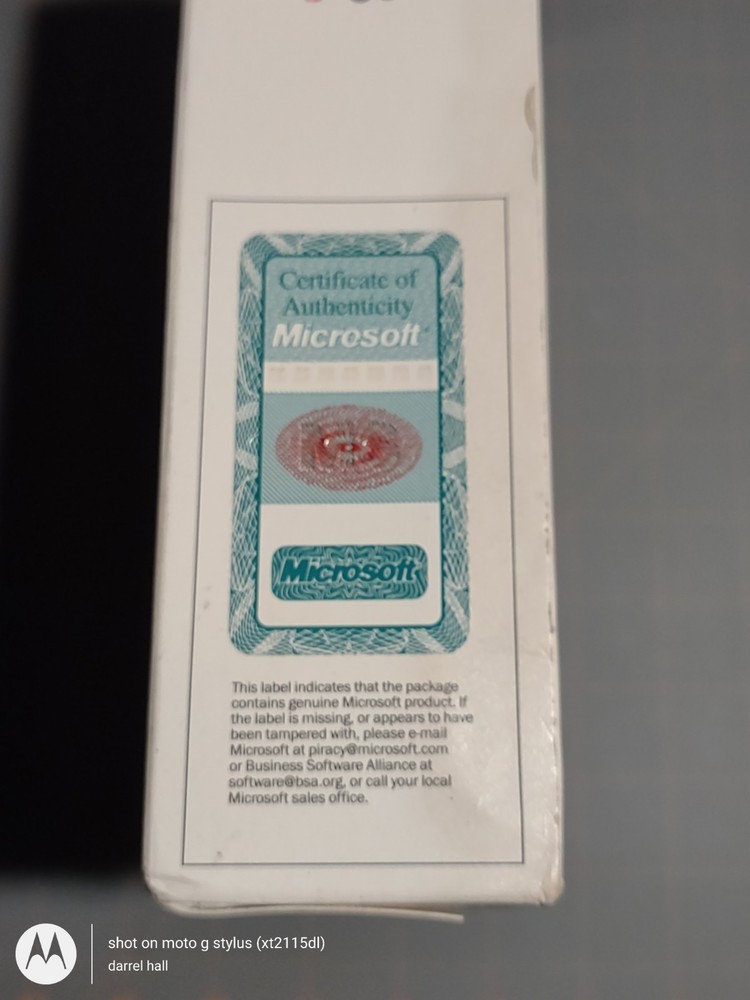 Certificate of
Authenticity
Microsoft
Microsoft
This label indicates that the package
contains genuine Microsoft product. If
the label is missing, or appears to have
been tampered with, please e-mail
Microsoft at piracy@microsoft.com
or Business Software Alliance at
software@bsa.org, or call your local
Microsoft sales office.
shot on moto g stylus (xt2115dl)
darrel hall